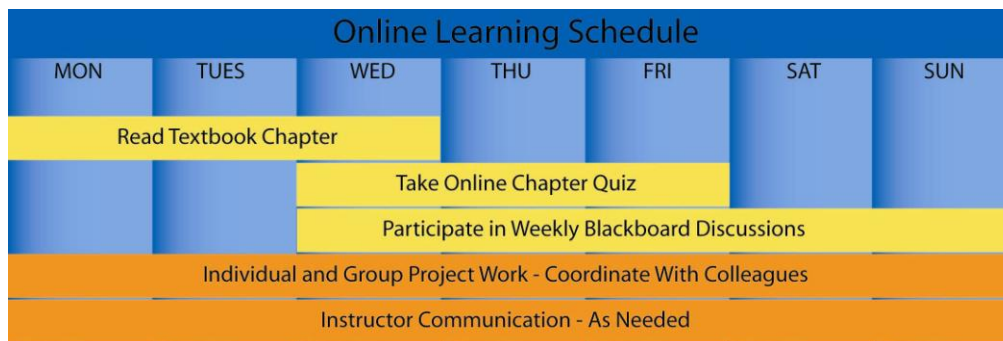 Online Learning Schedule
MON TUES WED THU FRI SAT SUN
Read Textbook Chapter
Take Online Chapter Quiz
Participate in Weekly Blackboard Discussions
Individual and Group Project Work - Coordinate With Colleagues
Instructor Communication - As Needed